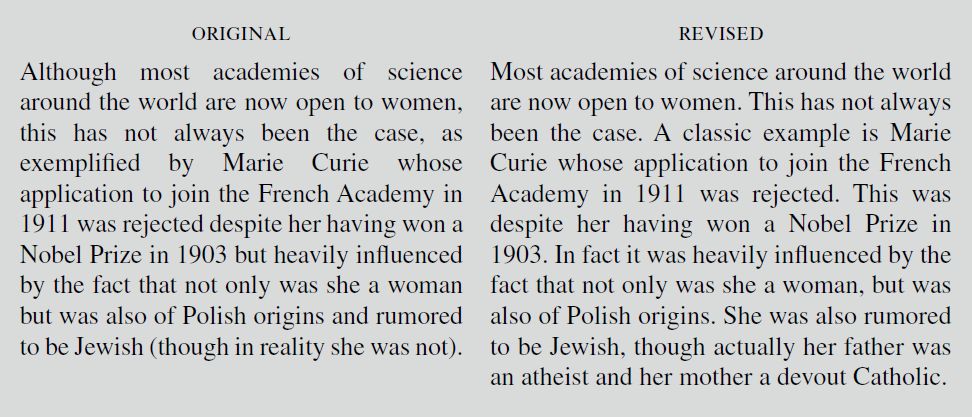 ORIGINAL
Although most academies of science
around the world are now open to women,
this has not always been the case, as
exemplified by Marie Curie whose
application to join the French Academy in
1911 was rejected despite her having won a
Nobel Prize in 1903 but heavily influenced
by the fact that not only was she a woman
but was also of Polish origins and rumored
to be Jewish (though in reality she was not).
REVISED
Most academies of science around the world
are now open to women. This has not always
been the case. A classic example is Marie
Curie whose application to join the French
Academy in 1911 was rejected. This was
despite her having won a Nobel Prize in
1903. In fact it was heavily influenced by the
fact that not only was she a woman, but was
also of Polish origins. She was also rumored
to be Jewish, though actually her father was
an atheist and her mother a devout Catholic.